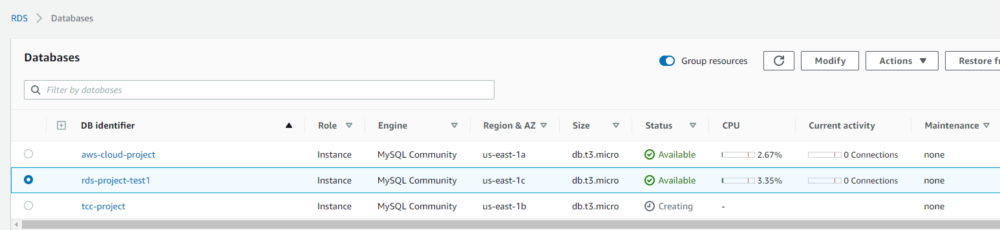 RDS > Databases
Databases
Group resources Modify Actions Restore fr
Filter by databases
DB identifier Role Engine Region & AZ Size Status CPU Current activity Maintenance
aws-cloud-project Instance MySQL Community us-east-1a db.t3.micro Available 2.67% 0 Connections none
rds-project-test1 Instance MySQL Community us-east-1c db.t3.micro Available 3.35% 0 Connections none
tcc-project Instance MySQL Community us-east-1b db.t3.micro Creating - none